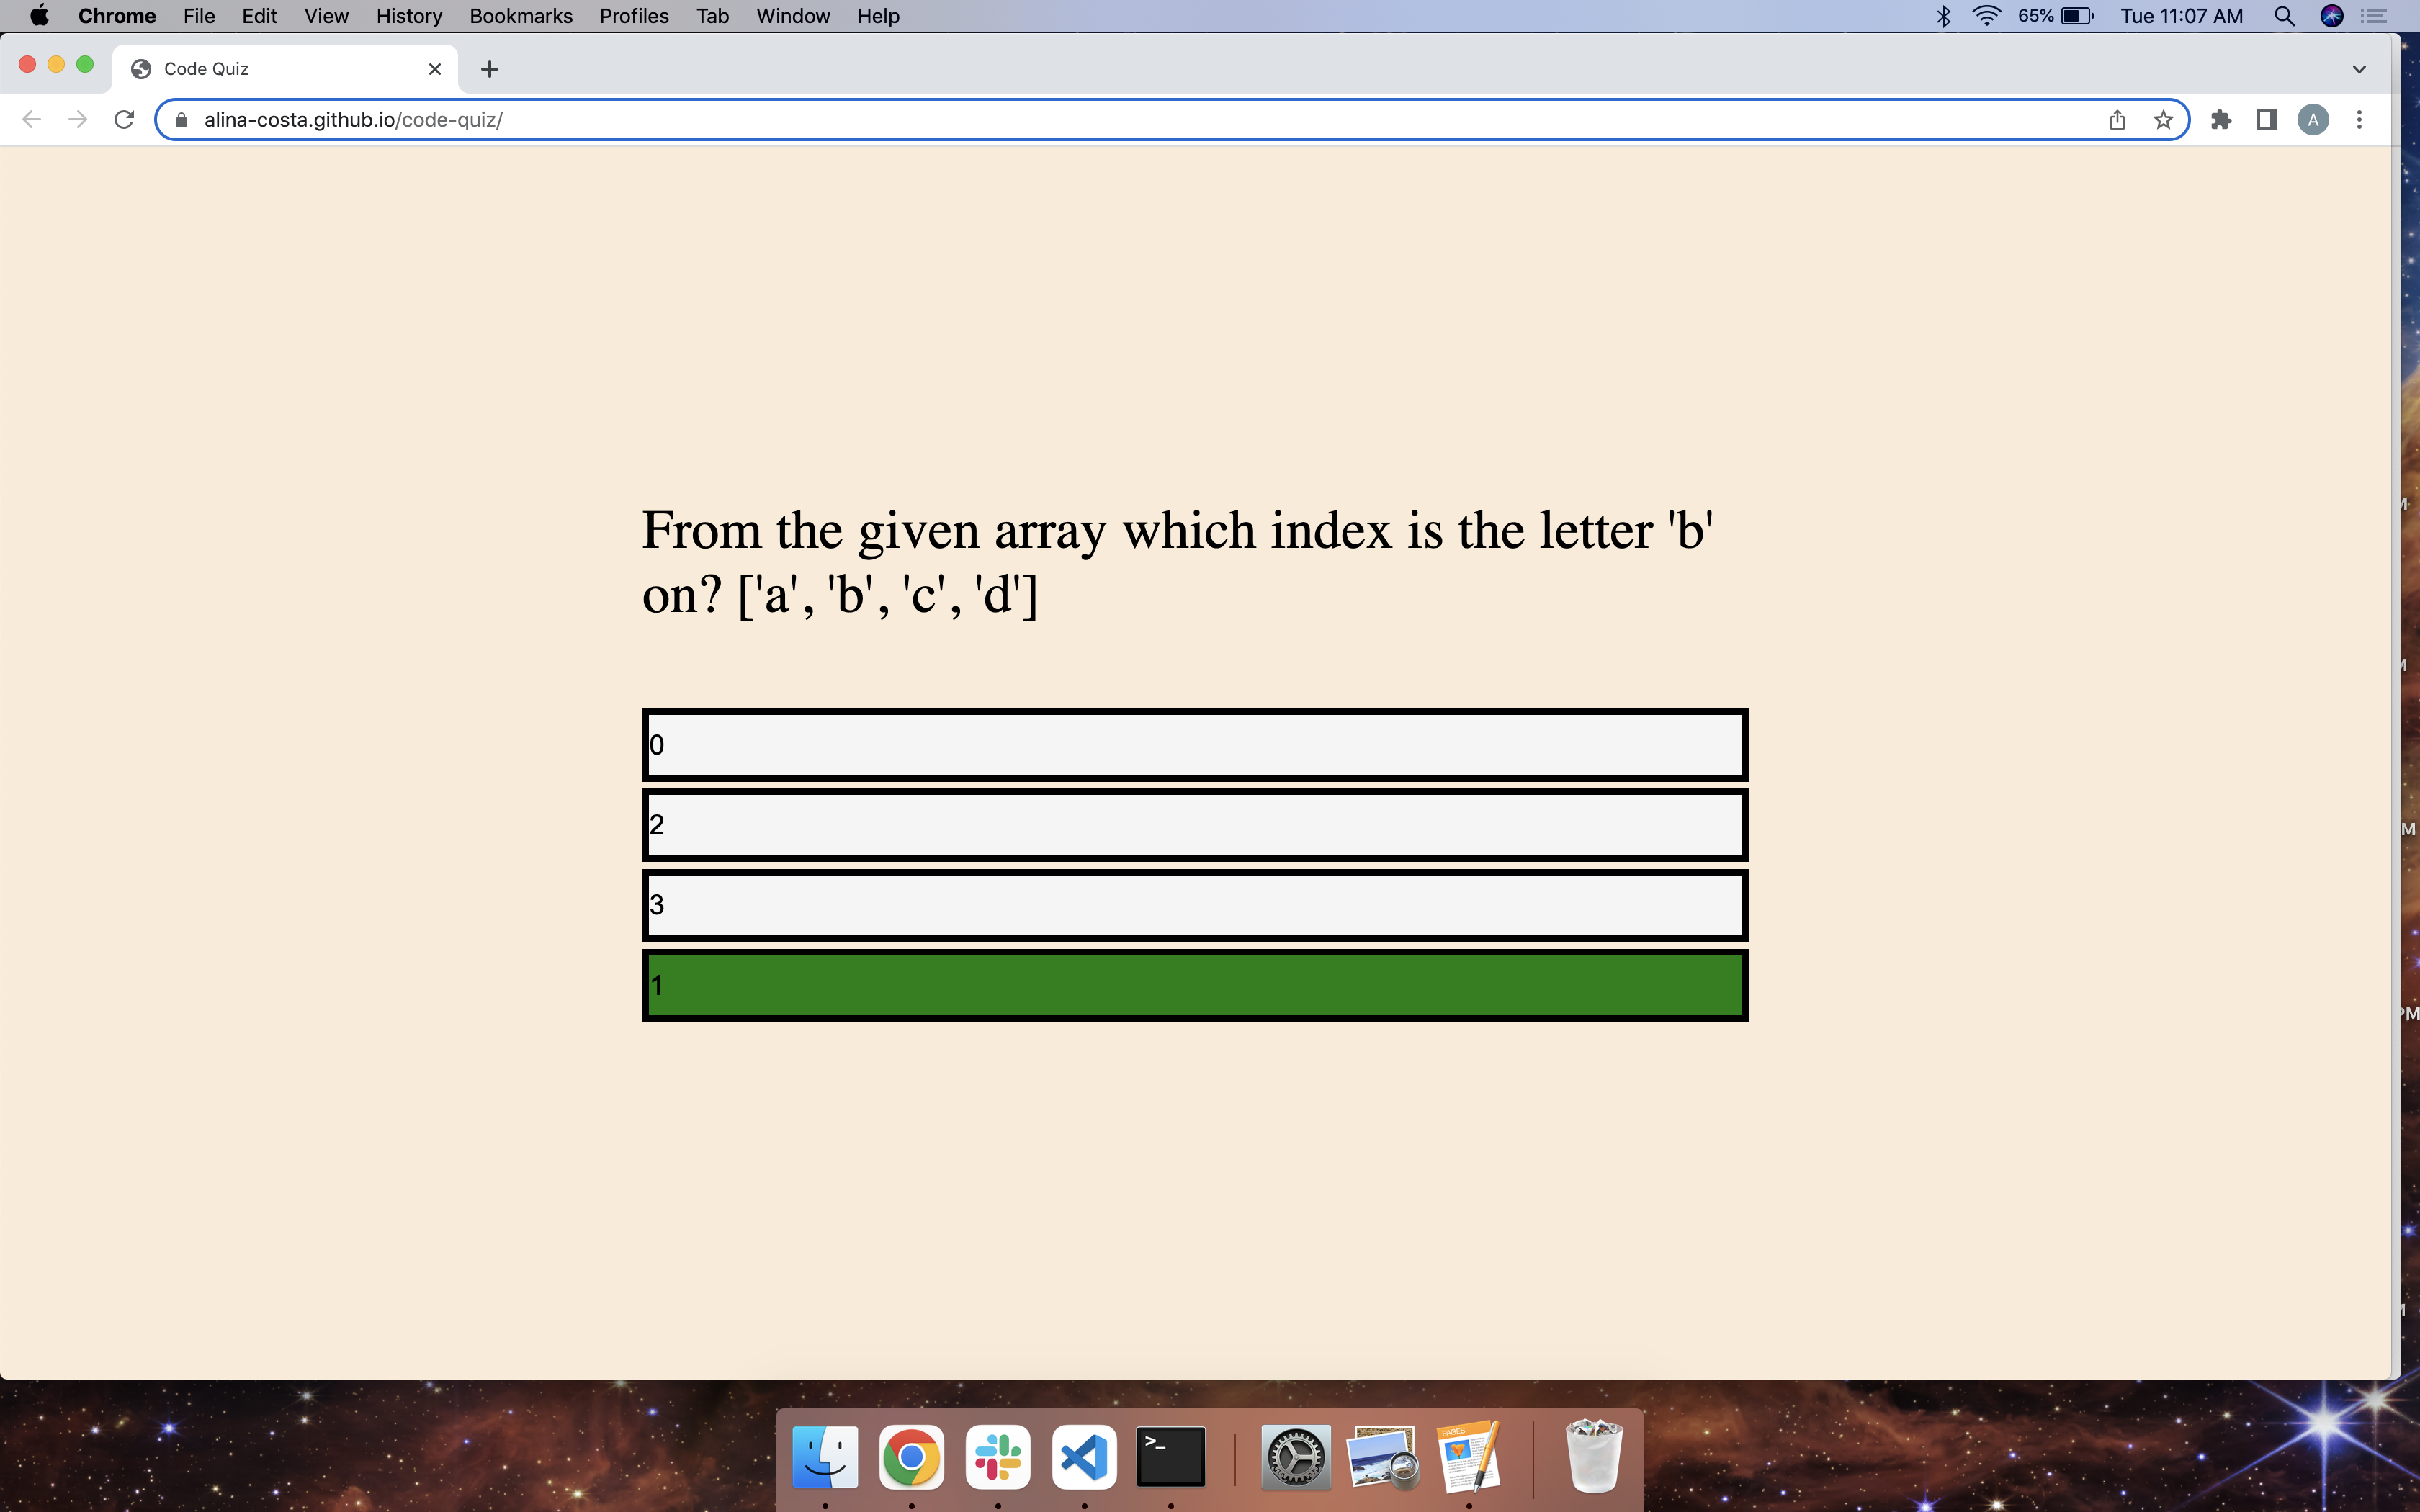 Chrome File Edit View History Bookmarks Profiles Tab Window Help 65% Tue 11:07 AM
Code Quiz
alina-costa.github.io/code-quiz/ A
From the given array which index is the letter 'b'
on? ['a', 'b', 'c', 'd']
0
2
3
1
>_ PAGES